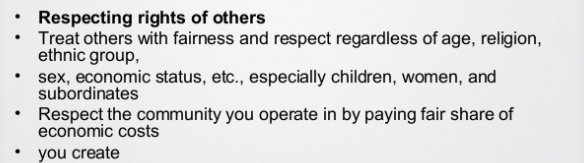 • Respecting rights of others
• Treat others with fairness and respect regardless of age, religion,
ethnic group,
• sex, economic status, etc., especially children, women, and
subordinates
• Respect the community you operate in by paying fair share of
economic costs
• you create